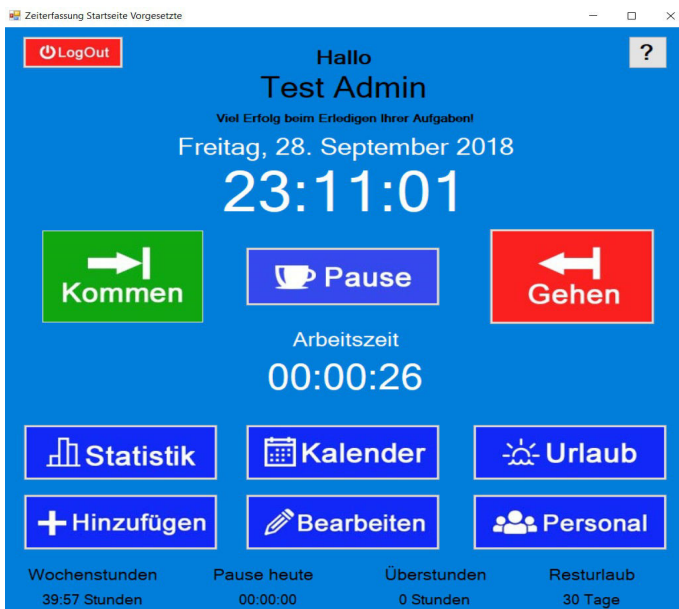 Zeiterfassung Startseite Vorgesetzte
LogOut
?
Hallo
Test Admin
Viel Erfolg beim Erledigen Ihrer Aufgaben!
Freitag, 28. September 2018
23:11:01
Kommen
Pause
Gehen
Arbeitszeit
00:00:26
Statistik
Kalender
Urlaub
Hinzufügen
Bearbeiten
Personal
Wochenstunden Pause heute Überstunden Resturlaub
39:57 Stunden 00:00:00 0 Stunden 30 Tage